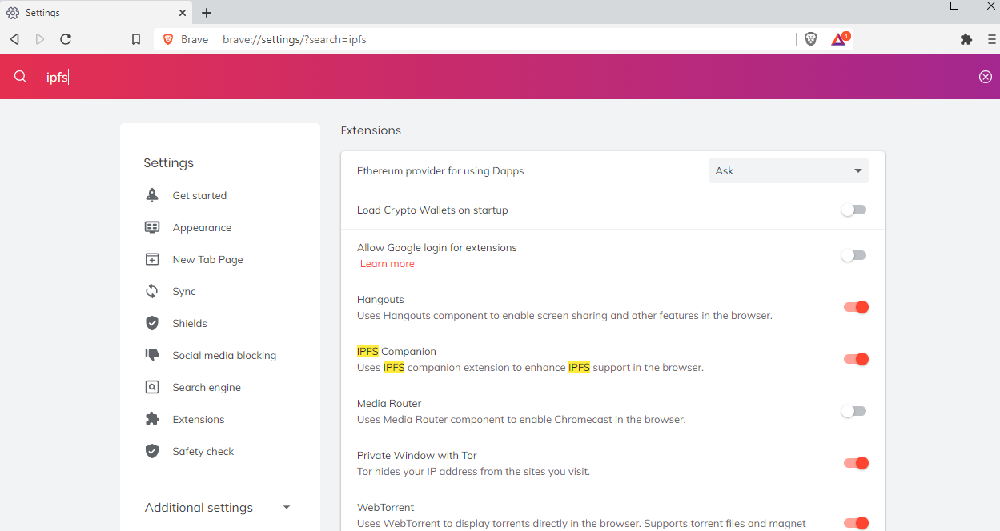 Settings
Brave
brave://settings/?search=ipfs
1
ipfs
Settings
Get started
Appearance
New Tab Page
Sync
Shields
Social media blocking
Search engine
Extensions
Safety check
Additional settings
Extensions
Ethereum provider for using Dapps
Ask
Load Crypto Wallets on startup
Allow Google login for extensions
Learn more
Hangouts
Uses Hangouts component to enable screen sharing and other features in the browser.
IPFS Companion
Uses IPFS companion extension to enhance IPFS support in the browser.
Media Router
Uses Media Router component to enable Chromecast in the browser.
Private Window with Tor
Tor hides your IP address from the sites you visit.
WebTorrent
Uses WebTorrent to display torrents directly in the browser. Supports torrent files and magnet